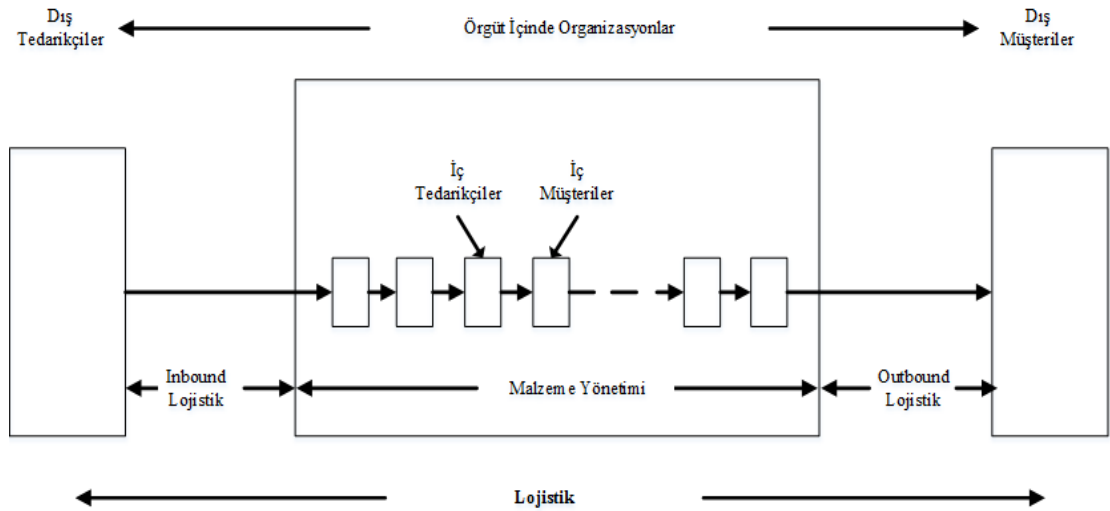 Dış
Tedarikçiler
Örgüt İçinde Organizasyonlar
Dış
Müşteriler
İç
Tedarikçiler
İç
Müşteriler
Inbound
Lojistik
Malzeme Yönetimi
Outbound
Lojistik
Lojistik